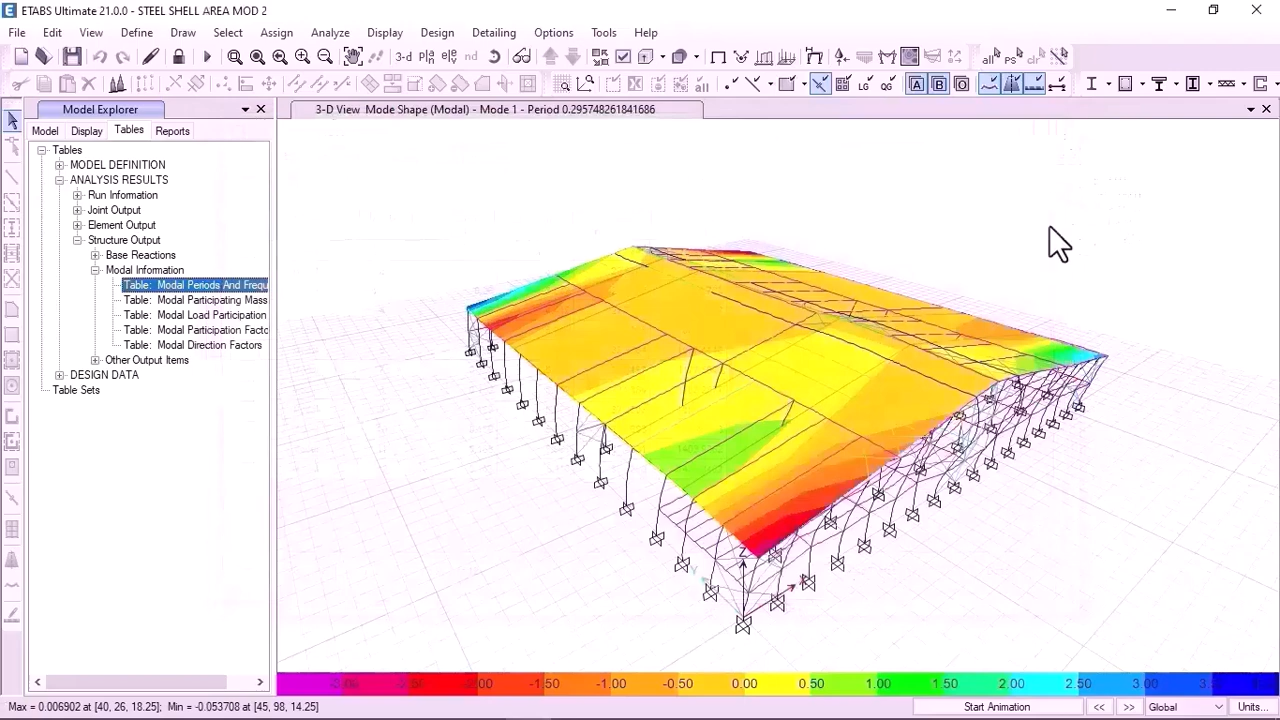 ETABS Ultimate 21.0.0 - STEEL SHELL AREA MOD 2
File Edit View Define Draw Select Assign Analyze Display Design Detailing Options Tools Help
3-d
Model Explorer
3-D View Mode Shape (Modal) - Mode 1 - Period 0.295748261841686
Model Display Tables Reports
Tables
MODEL DEFINITION
ANALYSIS RESULTS
Run Information
Joint Output
Element Output
Structure Output
Base Reactions
Modal Information
Table: Modal Periods And Frequ
Table: Modal Participating Mass
Table: Modal Load Participation
Table: Modal Participation Facto
Table: Modal Direction Factors
Other Output Items
DESIGN DATA
Table Sets
Z
-1.50 -1.00 -0.50 0.00 0.50 1.00 1.50 2.00 2.50 3.00
Max = 0.006902 at [40, 26, 18.25]; Min = -0.053708 at [45, 98, 14.25]
Start Animation << >> Global Units...